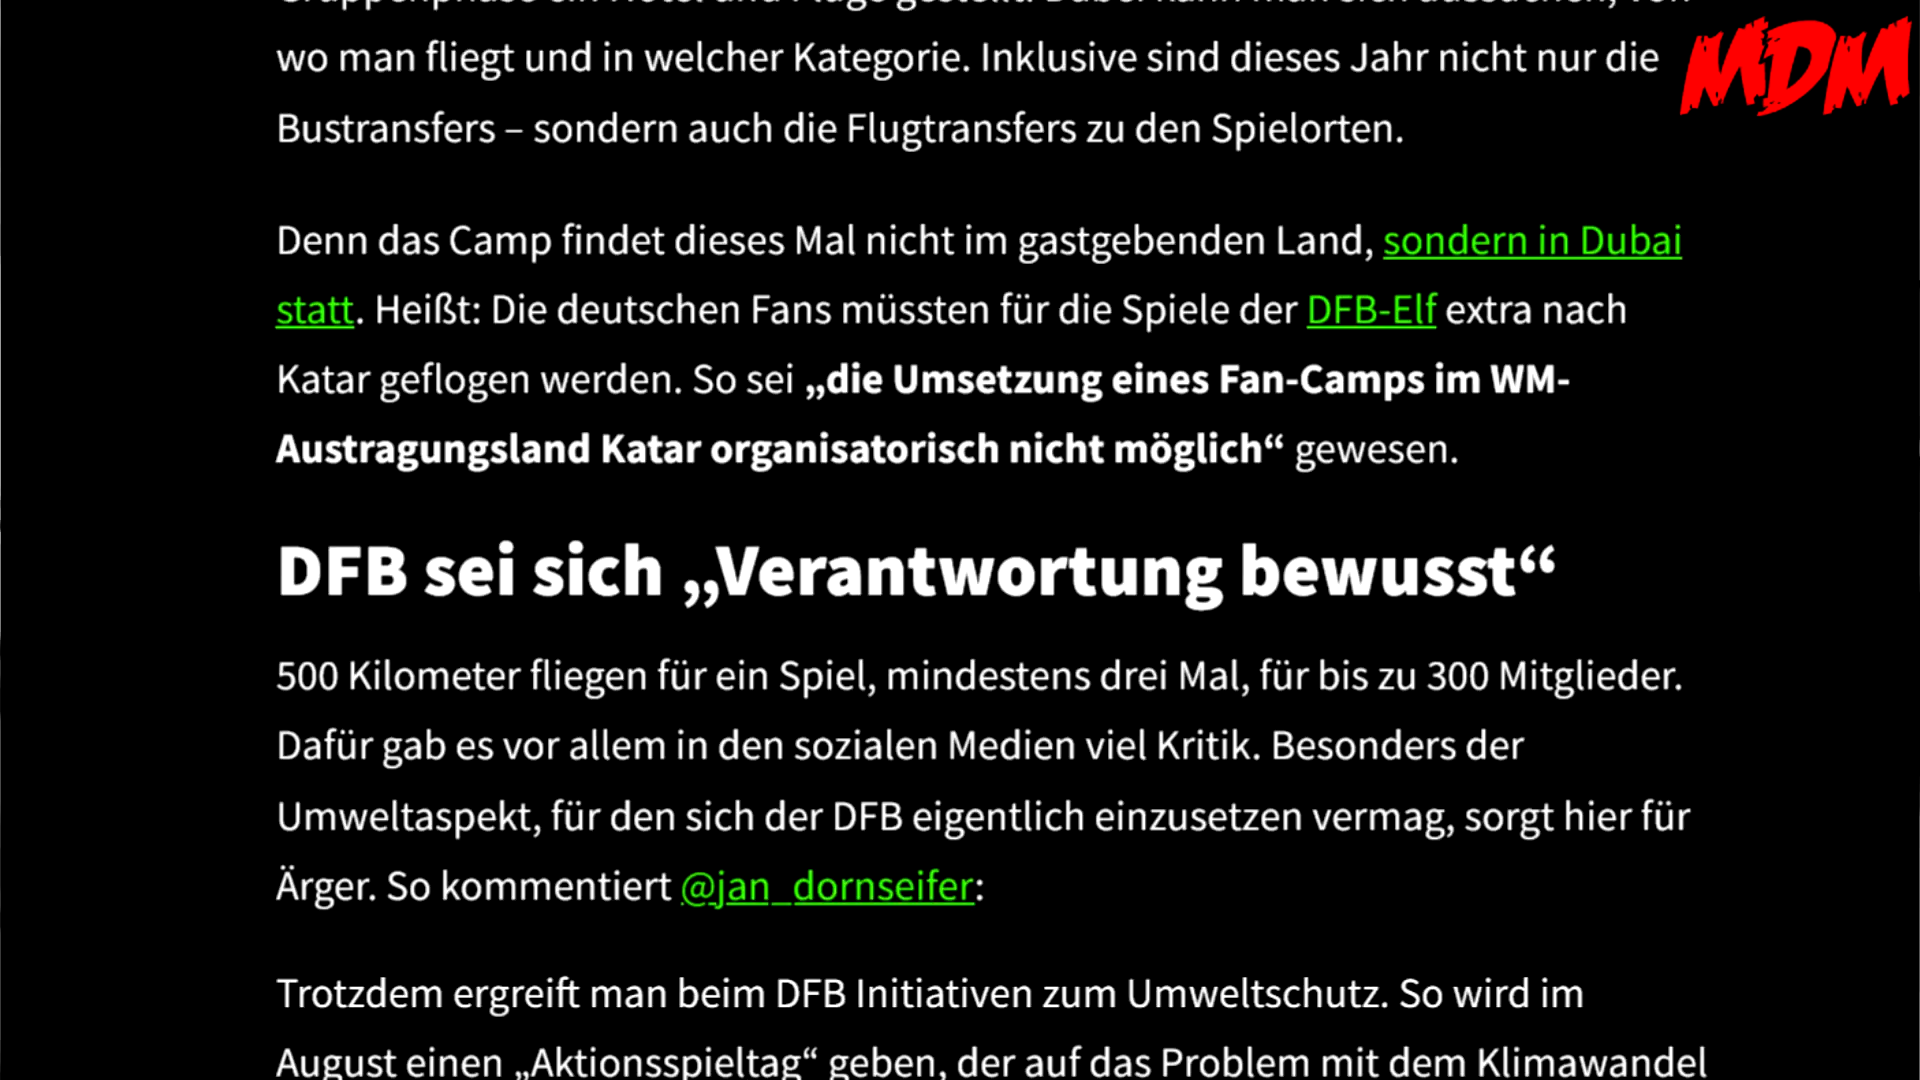 wo man fliegt und in welcher Kategorie. Inklusive sind dieses Jahr nicht nur die
MDM
Bustransfers – sondern auch die Flugtransfers zu den Spielorten.
Denn das Camp findet dieses Mal nicht im gastgebenden Land, sondern in Dubai
statt. Heißt: Die deutschen Fans müssten für die Spiele der DFB-Elf extra nach
Katar geflogen werden. So sei „die Umsetzung eines Fan-Camps im WM-
Austragungsland Katar organisatorisch nicht möglich“ gewesen.
DFB sei sich „Verantwortung bewusst“
500 Kilometer fliegen für ein Spiel, mindestens drei Mal, für bis zu 300 Mitglieder.
Dafür gab es vor allem in den sozialen Medien viel Kritik. Besonders der
Umweltaspekt, für den sich der DFB eigentlich einzusetzen vermag, sorgt hier für
Ärger. So kommentiert @jan_dornseifer:
Trotzdem ergreift man beim DFB Initiativen zum Umweltschutz. So wird im
August einen „Aktionsspieltag“ geben, der auf das Problem mit dem Klimawandel